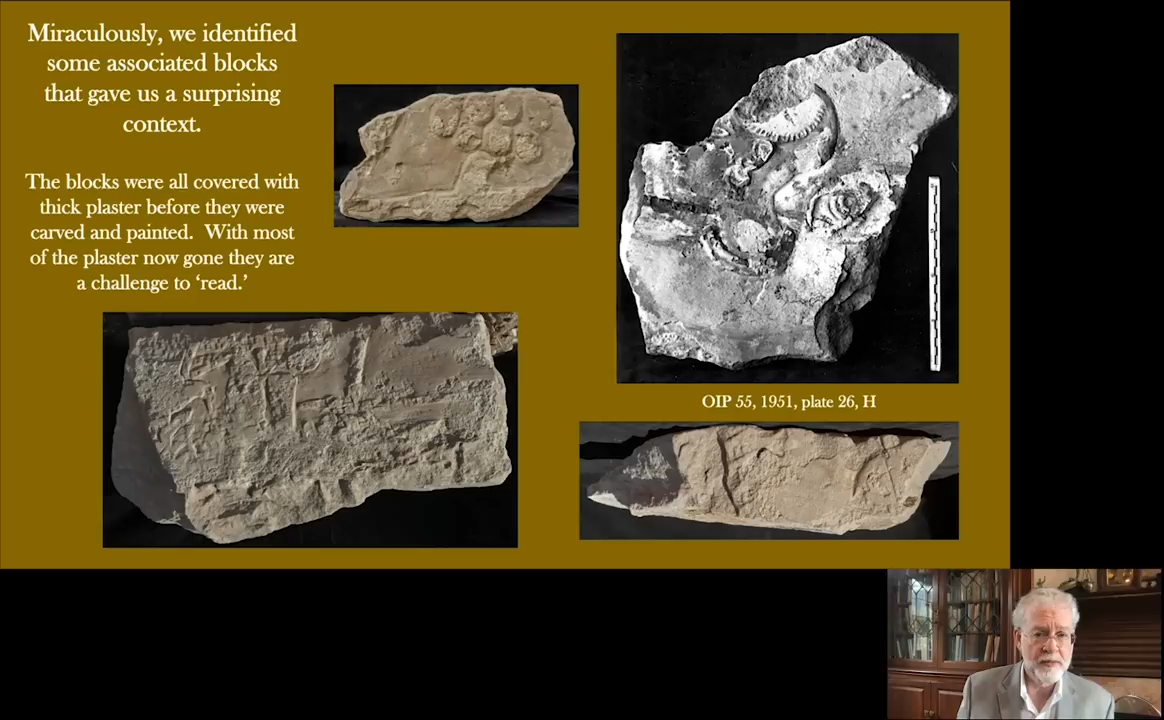 Miraculously, we identified
some associated blocks
that gave us a surprising
context.
The blocks were all covered with
thick plaster before they were
carved and painted.  With most
of the plaster now gone they are
a challenge to ‘read.’
OIP 55, 1951, plate 26, H